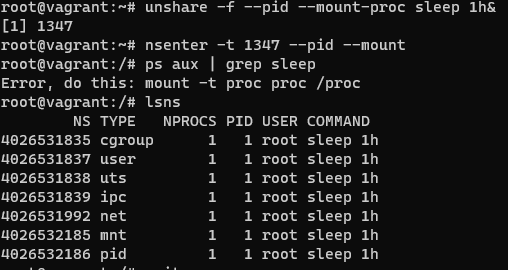 root@vagrant:~# unshare -f --pid --mount-proc sleep 1h&
[1] 1347
root@vagrant:~# nsenter -t 1347 --pid --mount
root@vagrant:/# ps aux | grep sleep
Error, do this: mount -t proc proc /proc
root@vagrant:/# lsns
NS TYPE NPROCS PID USER COMMAND
4026531835 cgroup 1 1 root sleep 1h
4026531837 user 1 1 root sleep 1h
4026531838 uts 1 1 root sleep 1h
4026531839 ipc 1 1 root sleep 1h
4026531992 net 1 1 root sleep 1h
4026532185 mnt 1 1 root sleep 1h
4026532186 pid 1 1 root sleep 1h